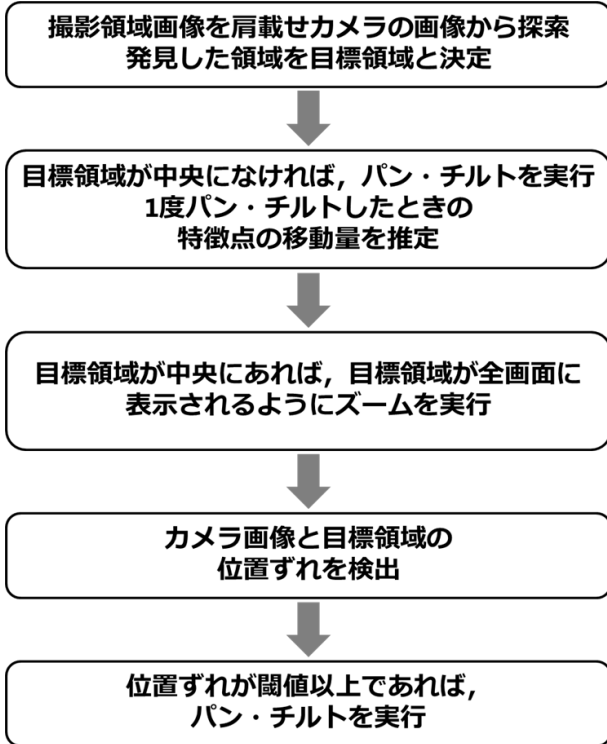 撮影領域画像を肩載せカメラの画像から探索
発見した領域を目標領域と決定
目標領域が中央になければ，パン・チルトを実行
1度パン・チルトしたときの
特徴点の移動量を推定
目標領域が中央にあれば，目標領域が全画面に
表示されるようにズームを実行
カメラ画像と目標領域の
位置ずれを検出
位置ずれが閾値以上であれば，
パン・チルトを実行